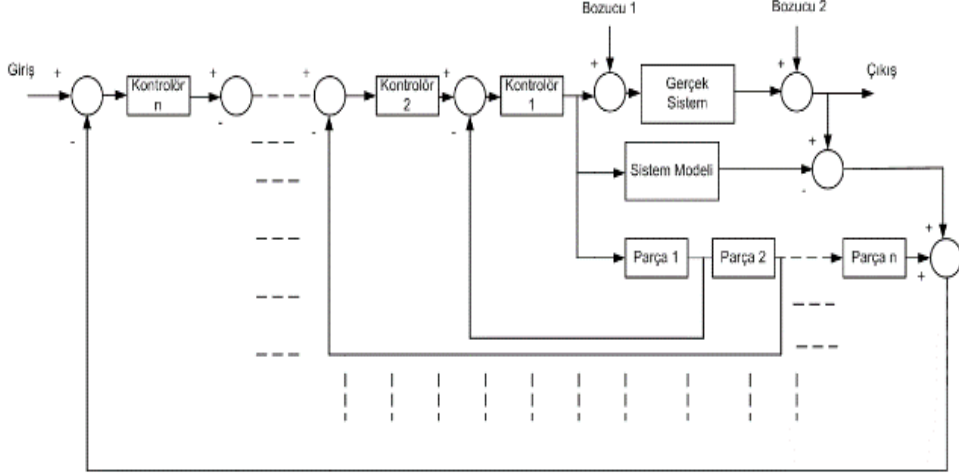 Bozucu 1
Bozucu 2
Giriş
+
+
+
+
+
+
Çıkış
Kontrolör
n
Kontrolör
2
Kontrolör
1
Gerçek
Sistem
-
-
-
-
+
Sistem Modeli
-
+
Parça 1
Parça 2
Parça n
+